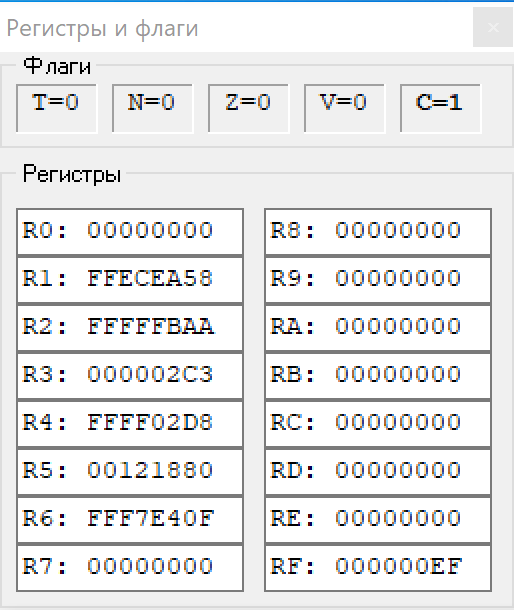 Регистры и флаги
Флаги
T=0 N=0 Z=0 V=0 C=1
Регистры
R0: 00000000 R8: 00000000
R1: FFECEA58 R9: 00000000
R2: FFFFFBAA RA: 00000000
R3: 000002C3 RB: 00000000
R4: FFFF02D8 RC: 00000000
R5: 00121880 RD: 00000000
R6: FFF7E40F RE: 00000000
R7: 00000000 RF: 000000EF